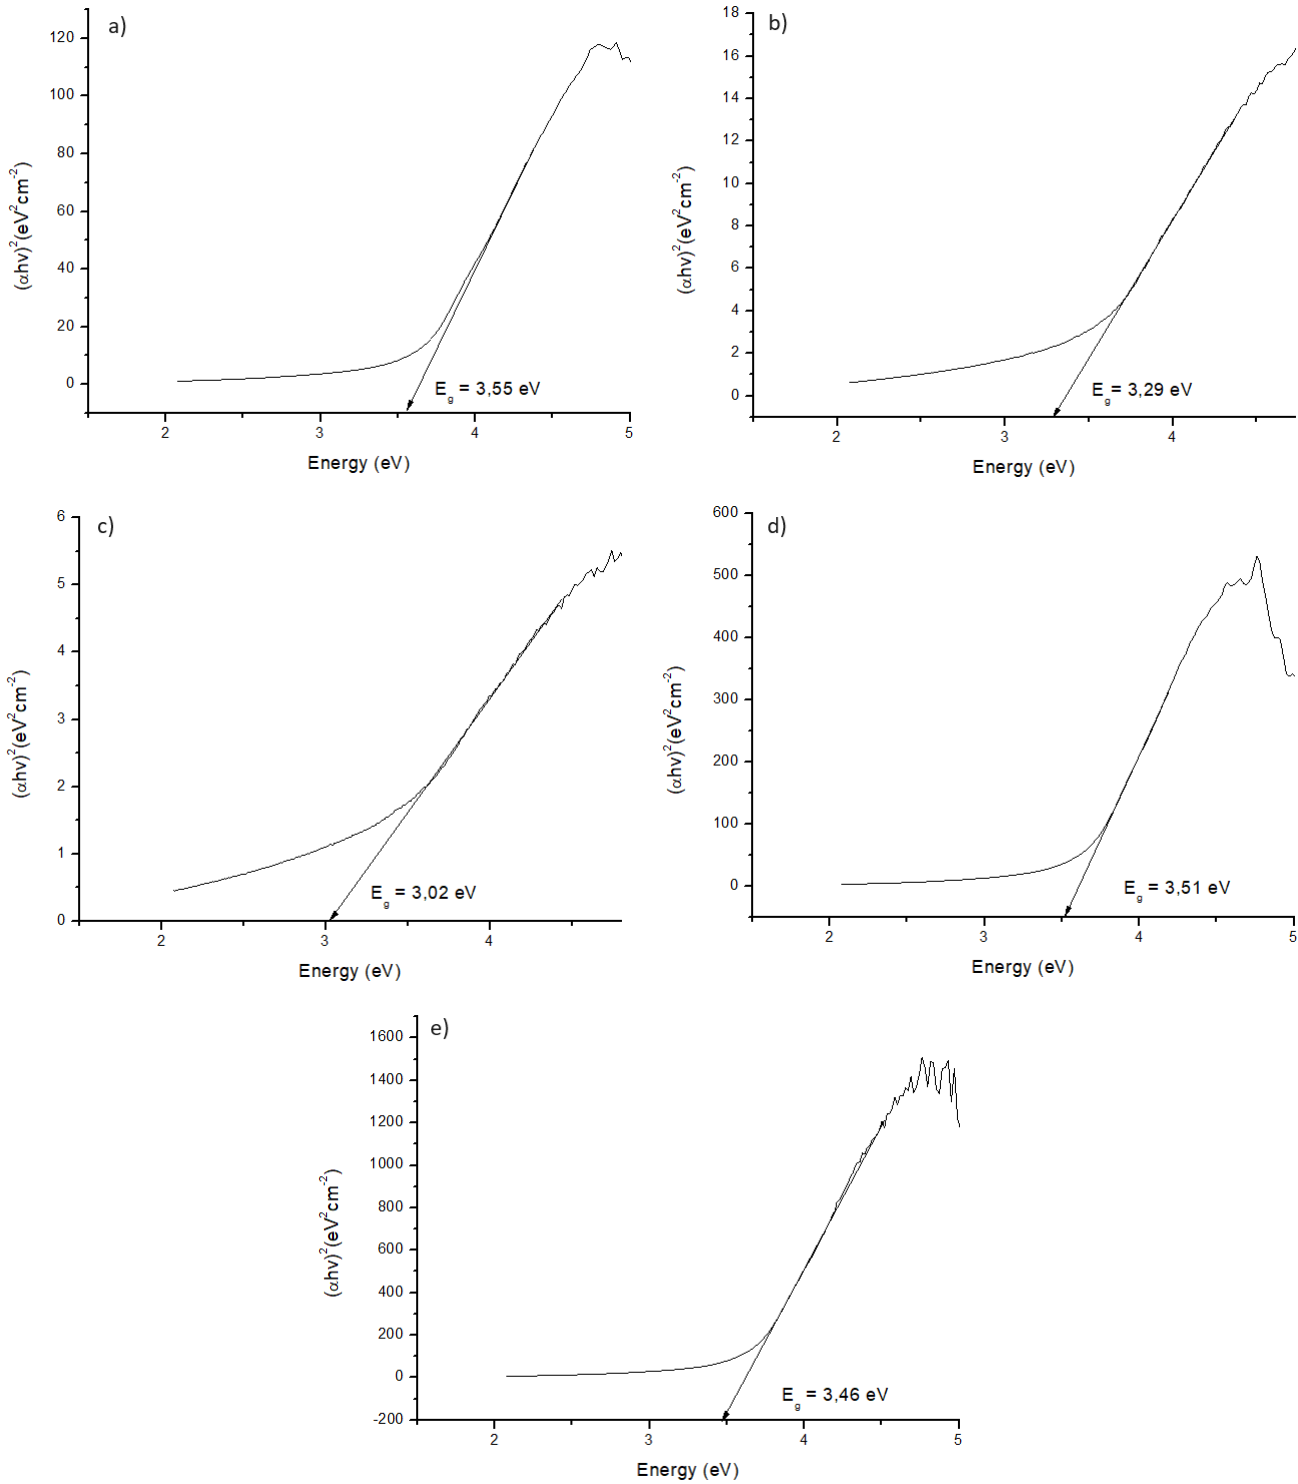 a)
120
100
80
60
40
20
0
(αhν)²(eV²cm⁻²)
E_g = 3,55 eV
2 3 4 5
Energy (eV)
b)
18
16
14
12
10
8
6
4
2
0
(αhν)²(eV²cm⁻²)
E_g = 3,29 eV
2 3 4
Energy (eV)
c)
6
5
4
3
2
1
0
(αhν)²(eV²cm⁻²)
E_g = 3,02 eV
2 3 4
Energy (eV)
d)
600
500
400
300
200
100
0
(αhν)²(eV²cm⁻²)
E_g = 3,51 eV
2 3 4 5
Energy (eV)
e)
1600
1400
1200
1000
800
600
400
200
0
-200
(αhν)²(eV²cm⁻²)
E_g = 3,46 eV
2 3 4 5
Energy (eV)